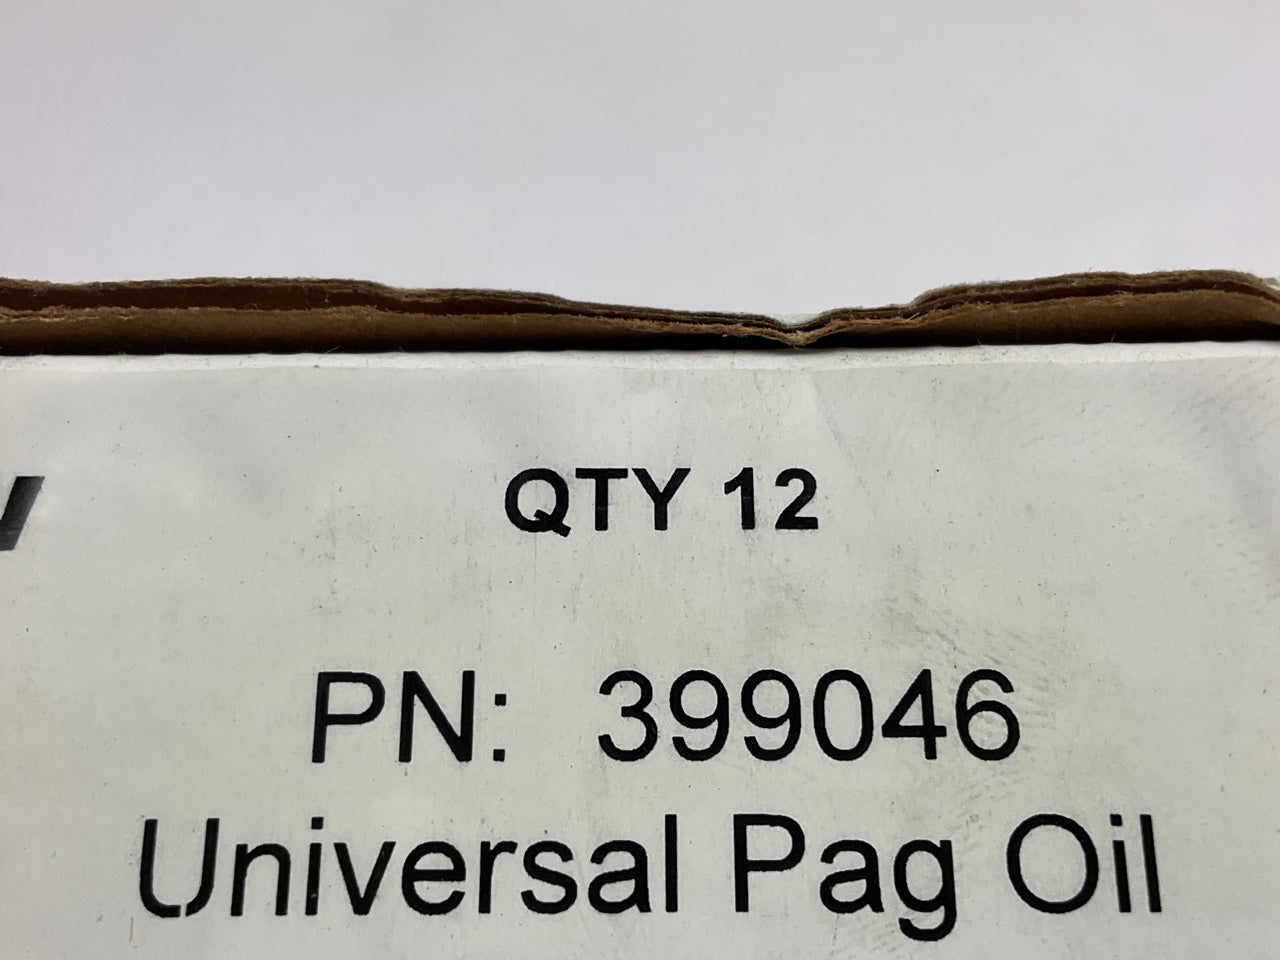 QTY 12
PN: 399046
Universal Pag Oil